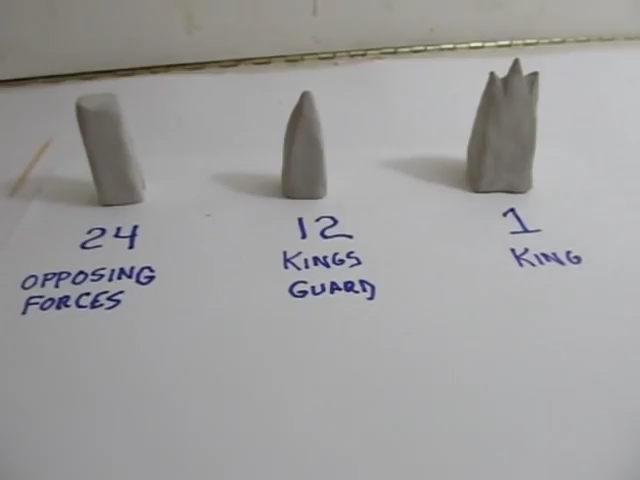 24
OPPOSING
FORCES
12
KINGS
GUARD
1
KING